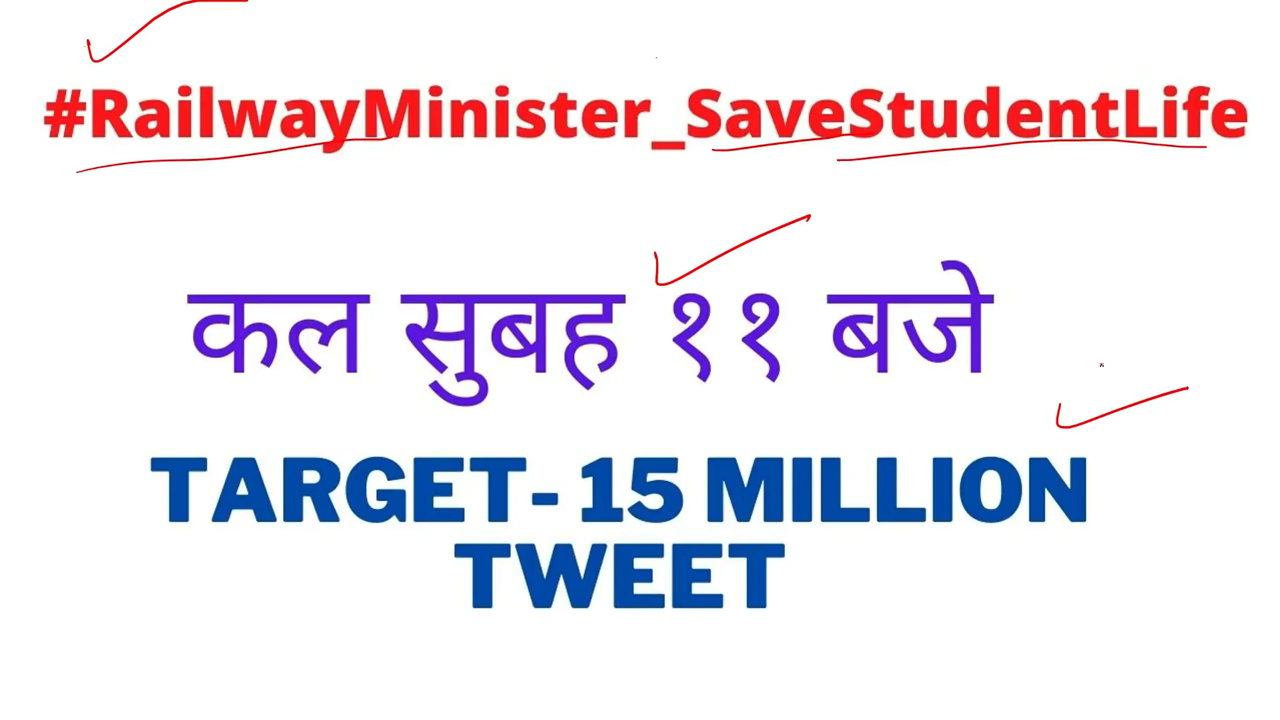 #RailwayMinister_SaveStudentLife
कल सुबह ११ बजे
TARGET- 15 MILLION
TWEET